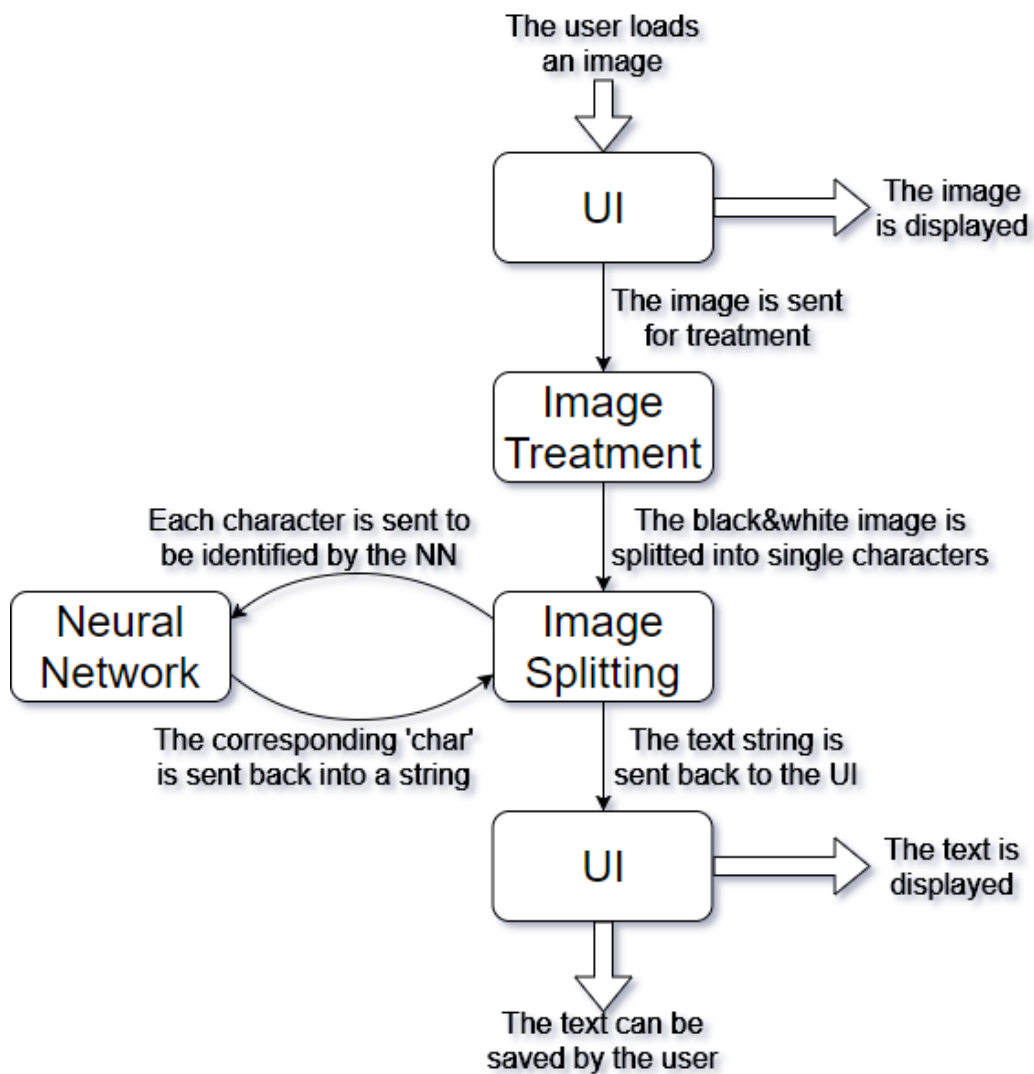 The user loads
an image
UI
The image
is displayed
The image is sent
for treatment
Image
Treatment
The black&white image is
splitted into single characters
Each character is sent to
be identified by the NN
Neural
Network
Image
Splitting
The corresponding 'char'
is sent back into a string
The text string is
sent back to the UI
UI
The text is
displayed
The text can be
saved by the user